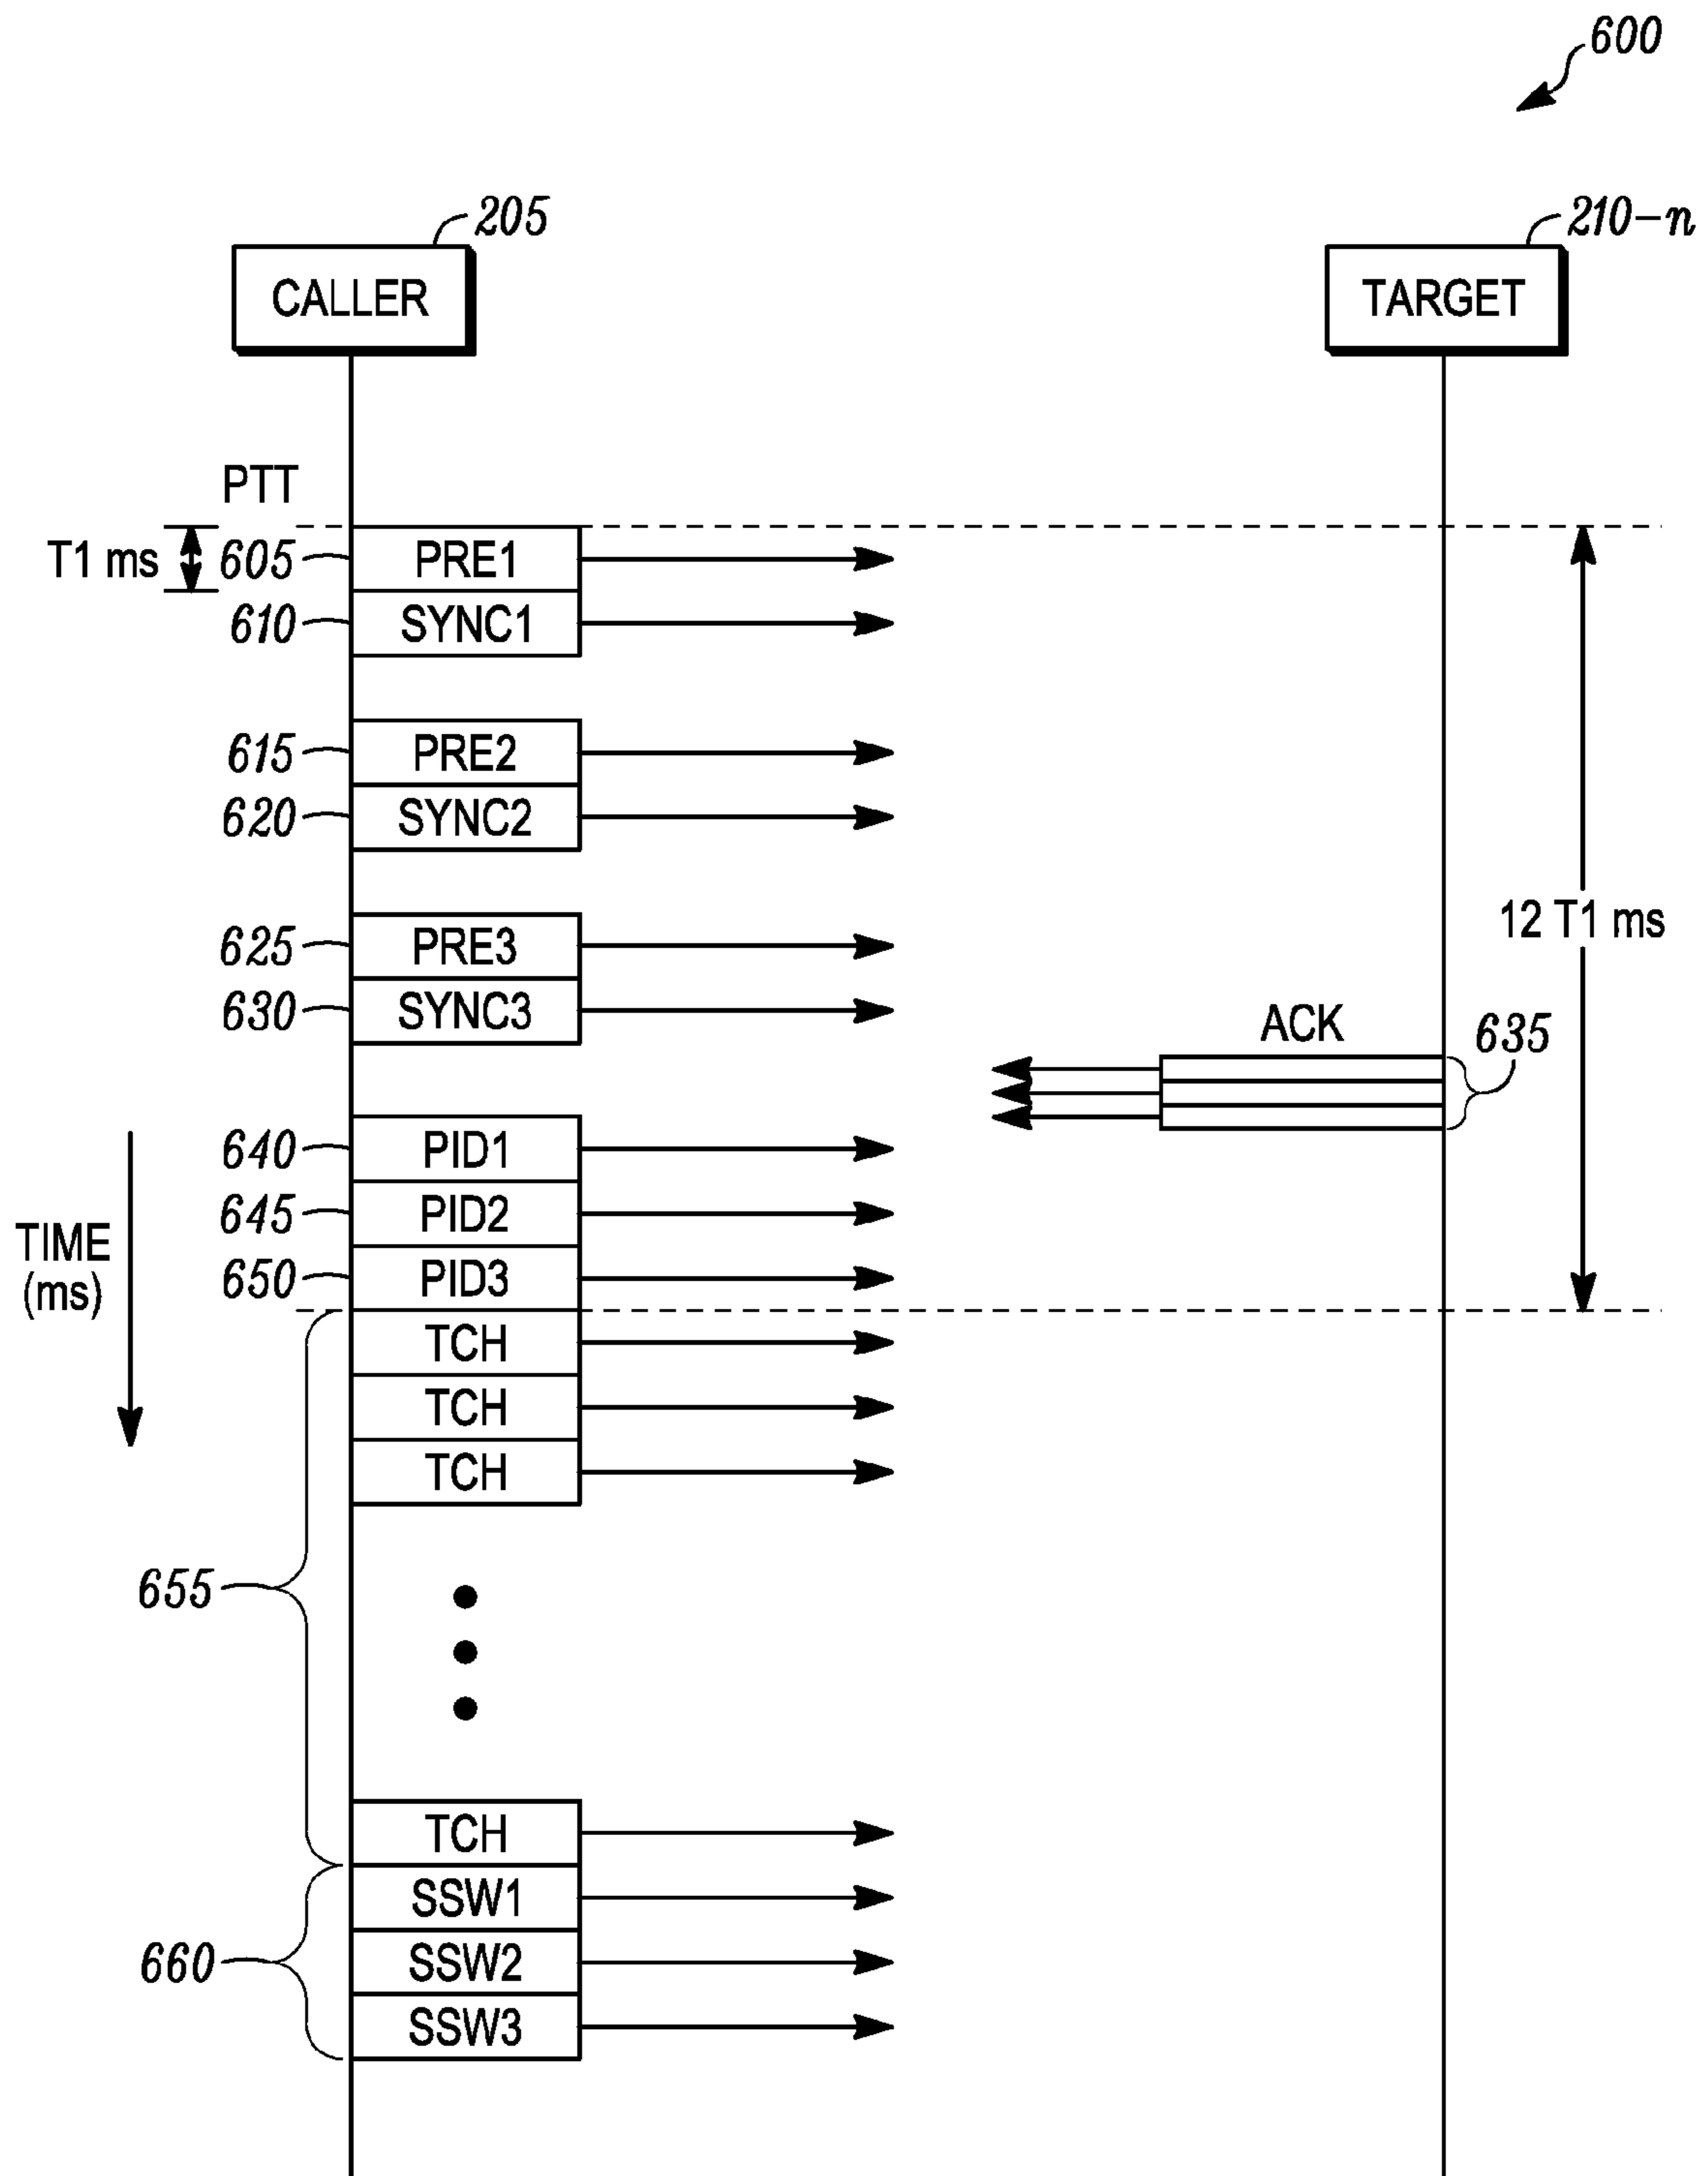 600
205
210-n
CALLER
TARGET
PTT
T1 ms
605
PRE1
610
SYNC1
615
PRE2
620
SYNC2
625
PRE3
12 T1 ms
630
SYNC3
ACK
635
640
PID1
645
PID2
TIME
(ms)
650
PID3
TCH
TCH
TCH
655
TCH
SSW1
660
SSW2
SSW3